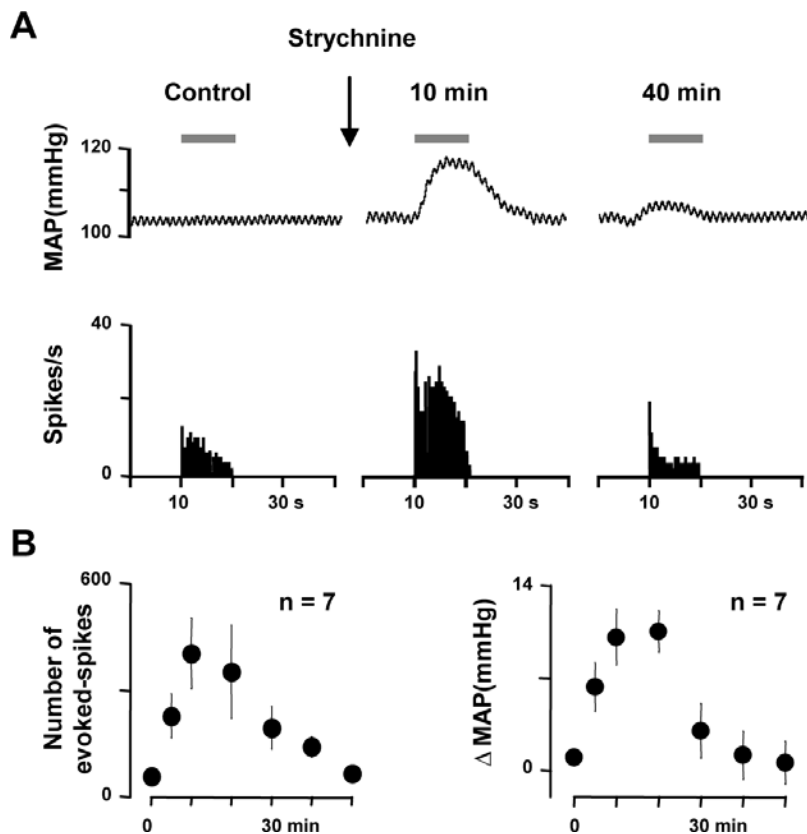 A
Strychnine
Control
10 min
40 min
MAP(mmHg)
120
100
Spikes/s
40
0
10
30 s
10
30 s
10
30 s
B
Number of
evoked-spikes
600
0
n = 7
0
30 min
Δ MAP(mmHg)
14
0
n = 7
0
30 min